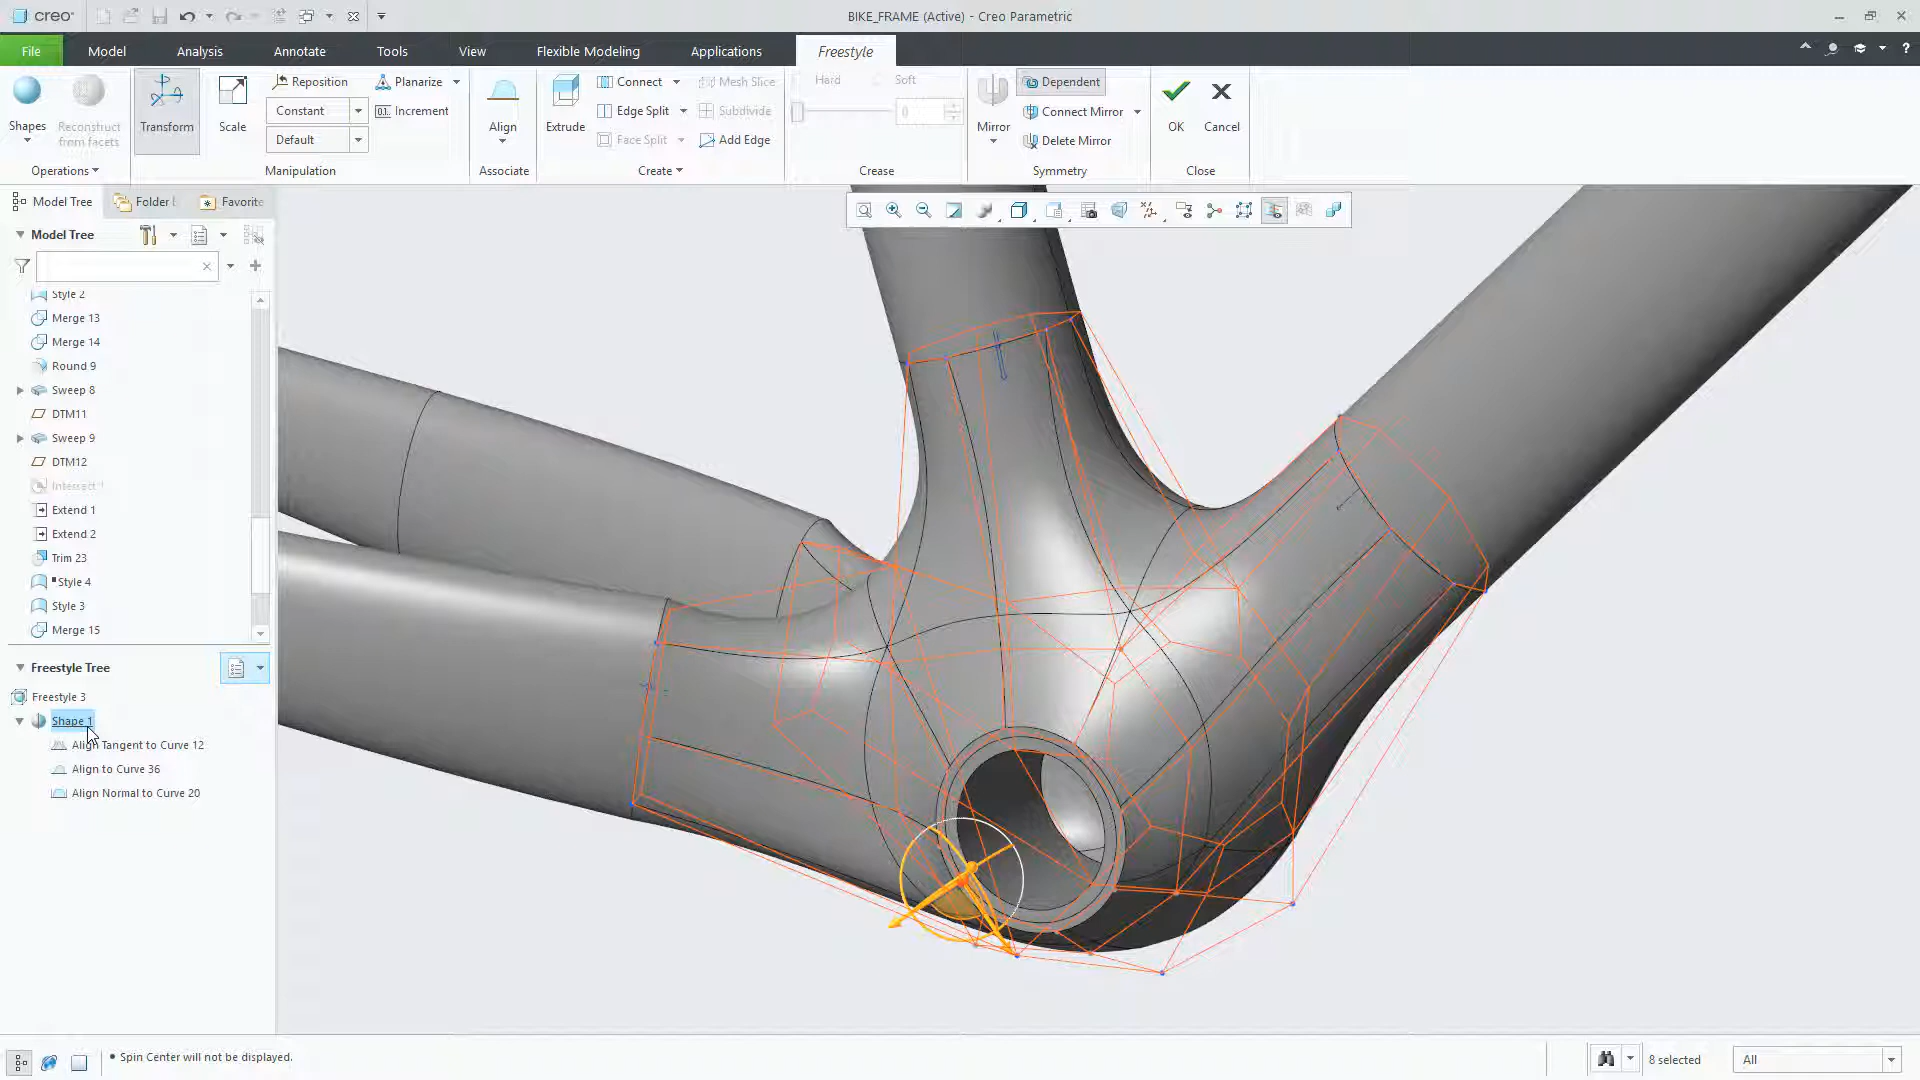 creo
BIKE_FRAME (Active) - Creo Parametric
File
Model
Analysis
Annotate
Tools
View
Flexible Modeling
Applications
Freestyle
Shapes
Reconstruct
from facets
Operations
Transform
Scale
Reposition
Constant
Default
Planarize
Increment
Manipulation
Align
Associate
Extrude
Connect
Edge Split
Face Split
Mesh Slice
Subdivide
Add Edge
Create
Hard
Soft
0
Crease
Mirror
Dependent
Connect Mirror
Delete Mirror
Symmetry
OK
Cancel
Close
Model Tree
Folder
Favorite
Model Tree
Style 2
Merge 13
Merge 14
Round 9
Sweep 8
DTM11
Sweep 9
DTM12
Intersect 1
Extend 1
Extend 2
Trim 23
Style 4
Style 3
Merge 15
Freestyle Tree
Freestyle 3
Shape 1
Align Tangent to Curve 12
Align to Curve 36
Align Normal to Curve 20
• Spin Center will not be displayed.
8 selected
All